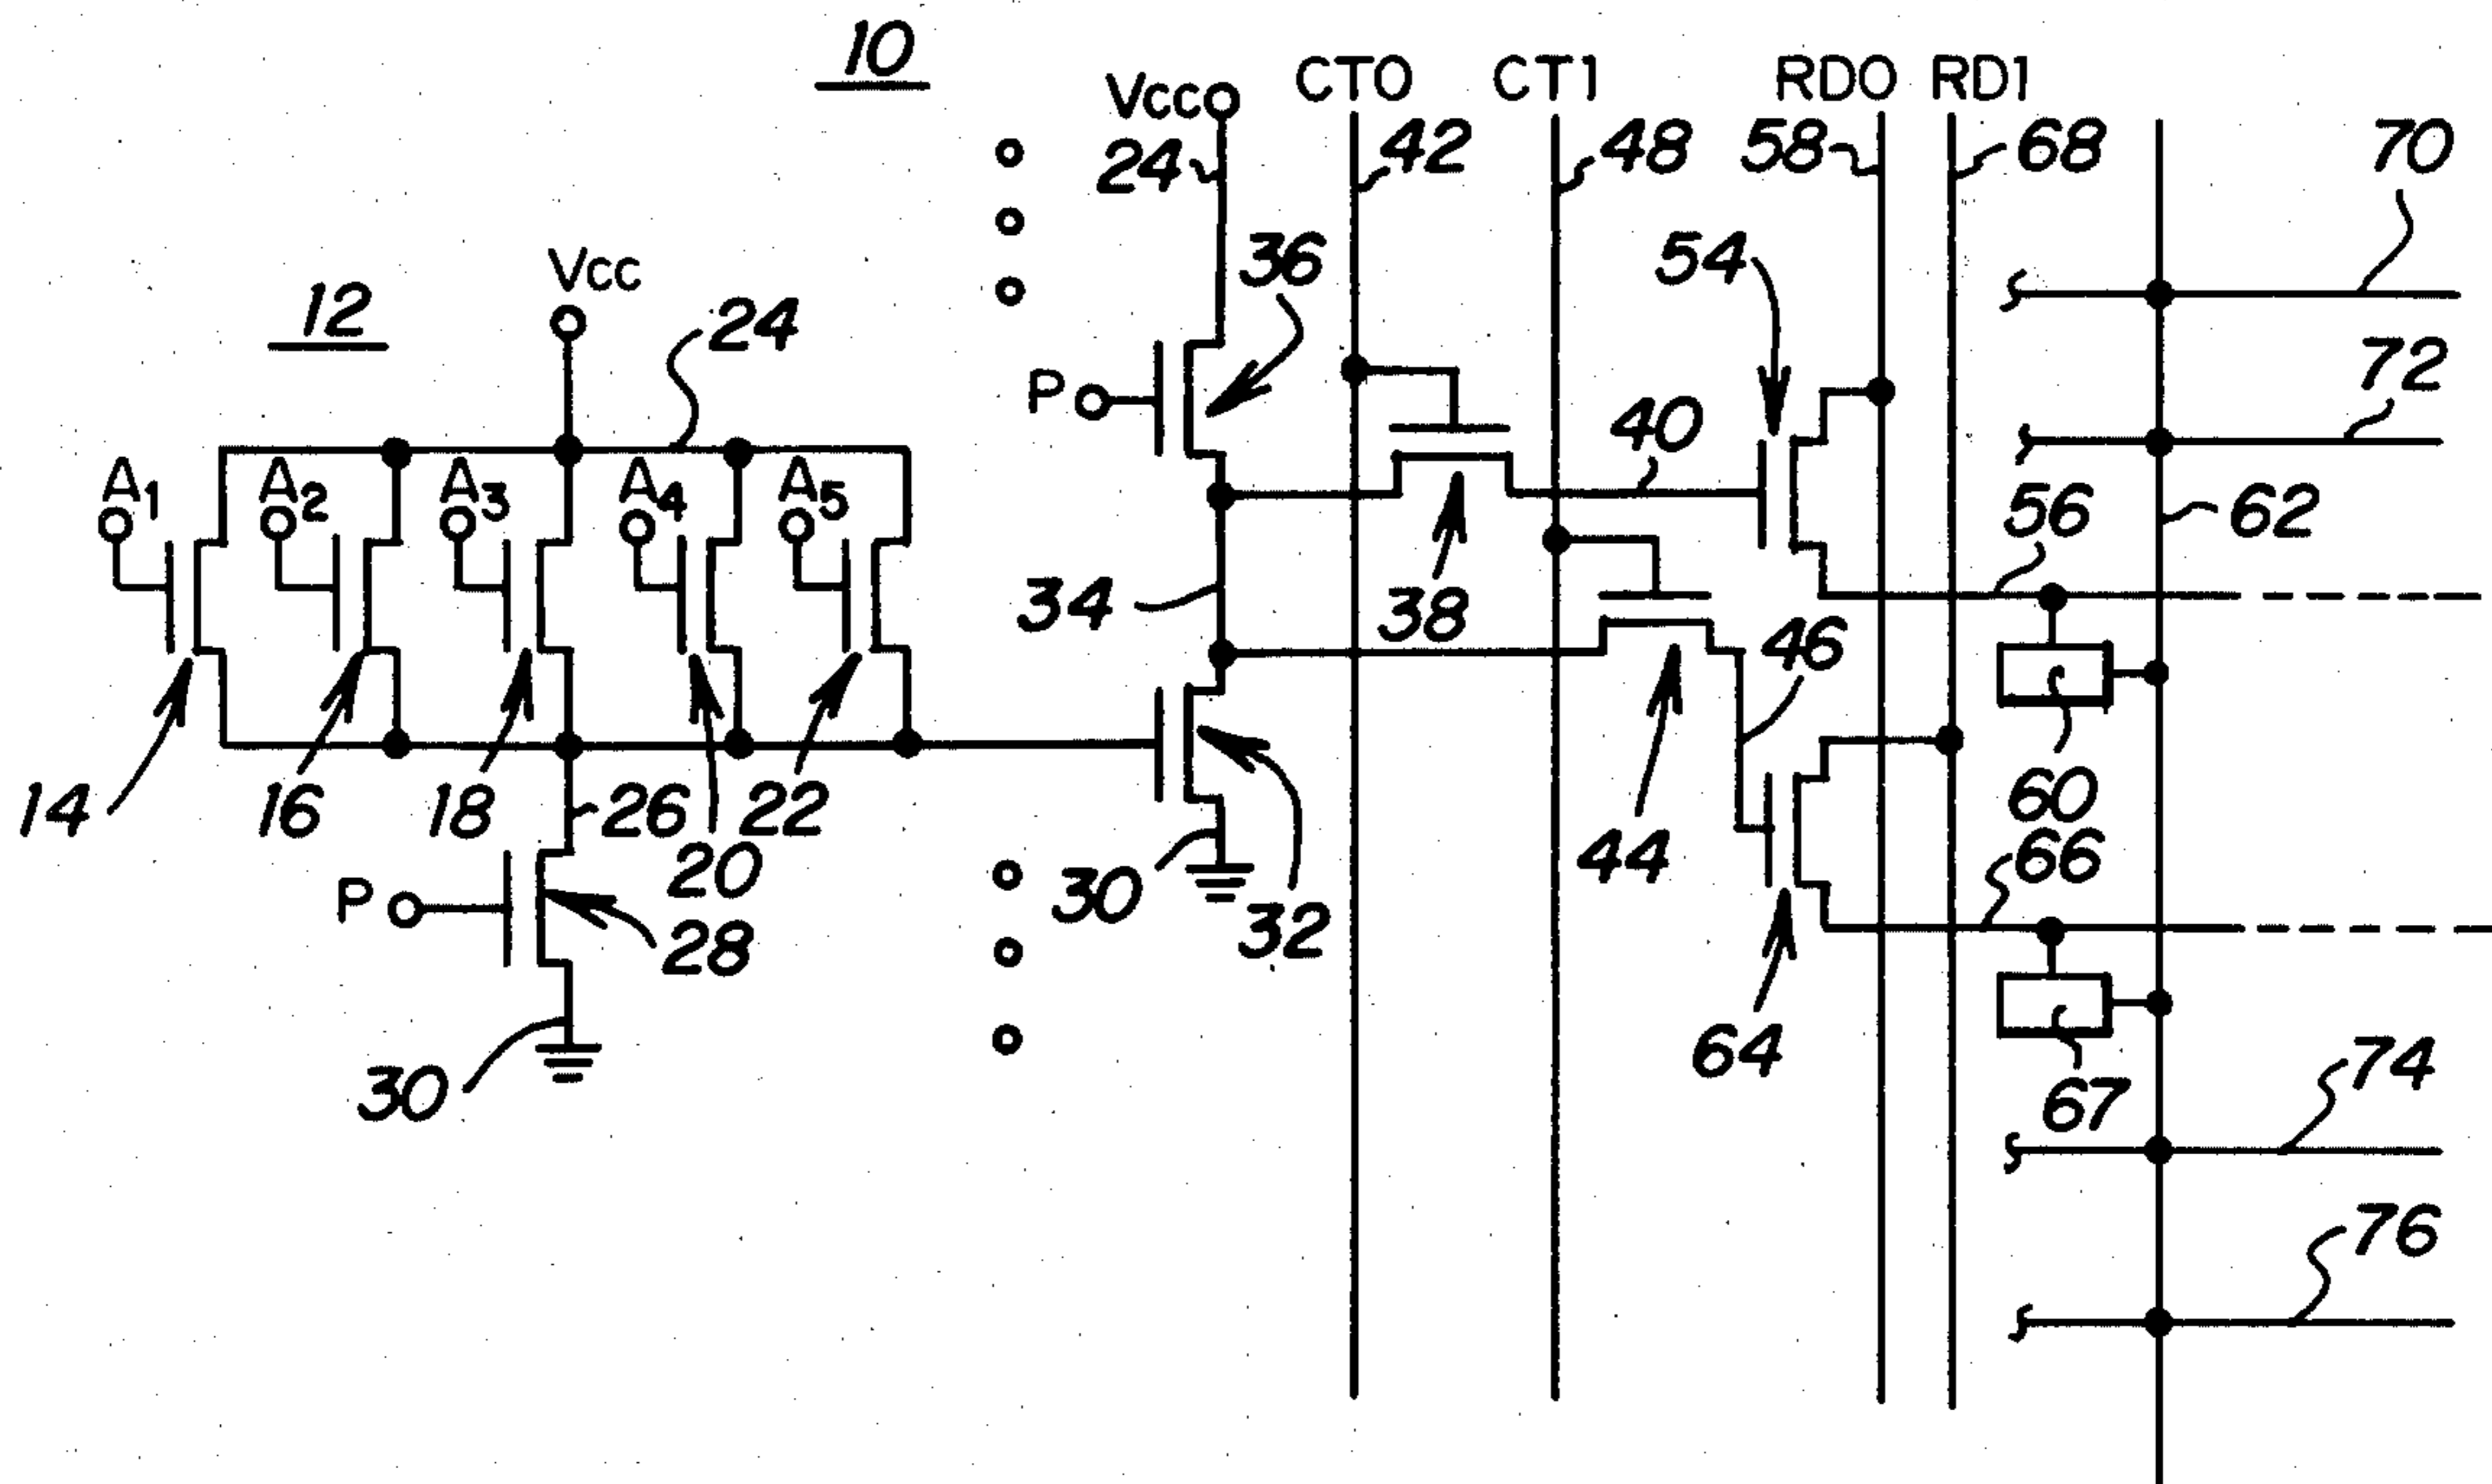 10
Vcc CT0 CT1 RD0 RD1
24 42 48 58 68 70
12 Vcc 24 36 54 72
P
A1 A2 A3 A4 A5
40 56 62
34 38 46
14 16 18 26 20 22
30 32 44 60
66
P 28
64 67 74
30
76